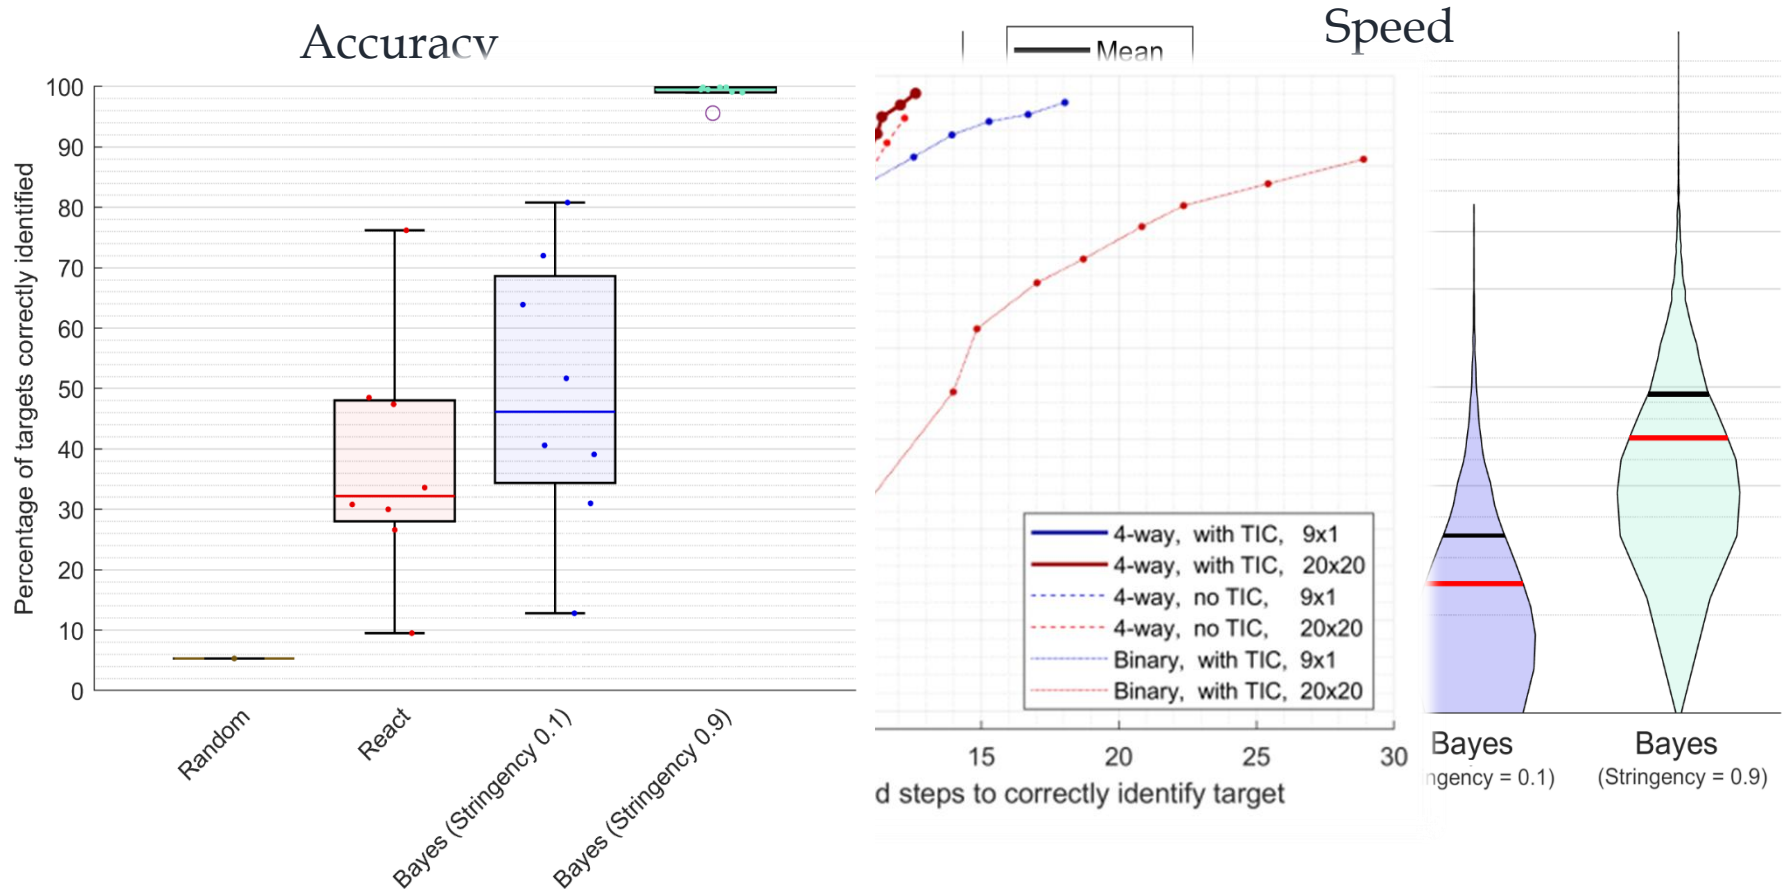 Accuracy
Speed
Mean
Percentage of targets correctly identified
100
90
80
70
60
50
40
30
20
10
0
Random
React
Bayes (Stringency 0.1)
Bayes (Stringency 0.9)
4-way, with TIC, 9x1
4-way, with TIC, 20x20
4-way, no TIC, 9x1
4-way, no TIC, 20x20
Binary, with TIC, 9x1
Binary, with TIC, 20x20
15 20 25 30
d steps to correctly identify target
Bayes
ngency = 0.1)
Bayes
(Stringency = 0.9)